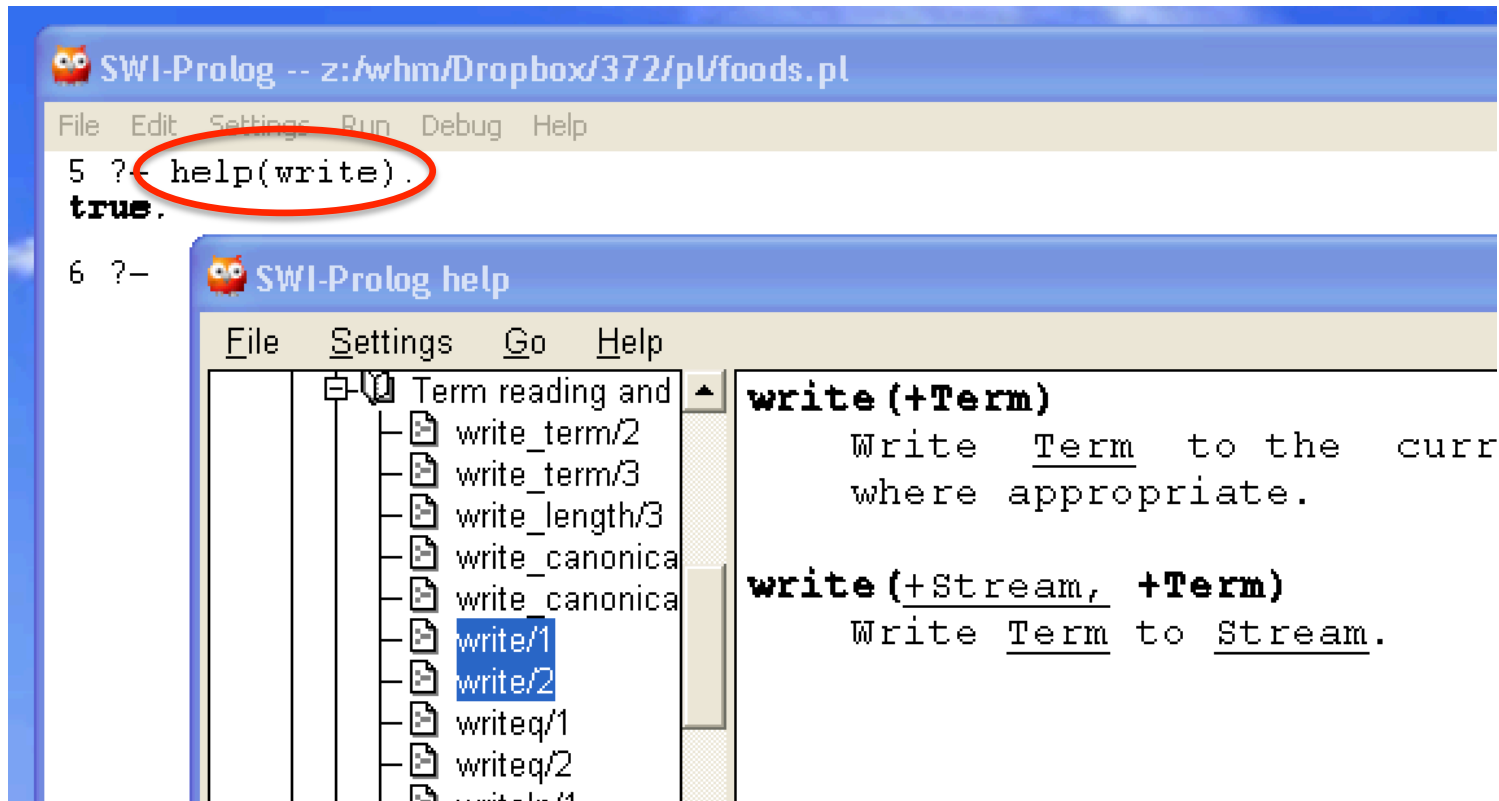 SWI-Prolog -- z:/whm/Dropbox/372/pl/foods.pl
File Edit Settings Run Debug Help
5 ?- help(write).
true.
6 ?-
SWI-Prolog help
File Settings Go Help
Term reading and
write_term/2
write_term/3
write_length/3
write_canonica
write_canonica
write/1
write/2
writeq/1
writeq/2
write(+Term)
Write Term to the curr
where appropriate.
write(+Stream, +Term)
Write Term to Stream.